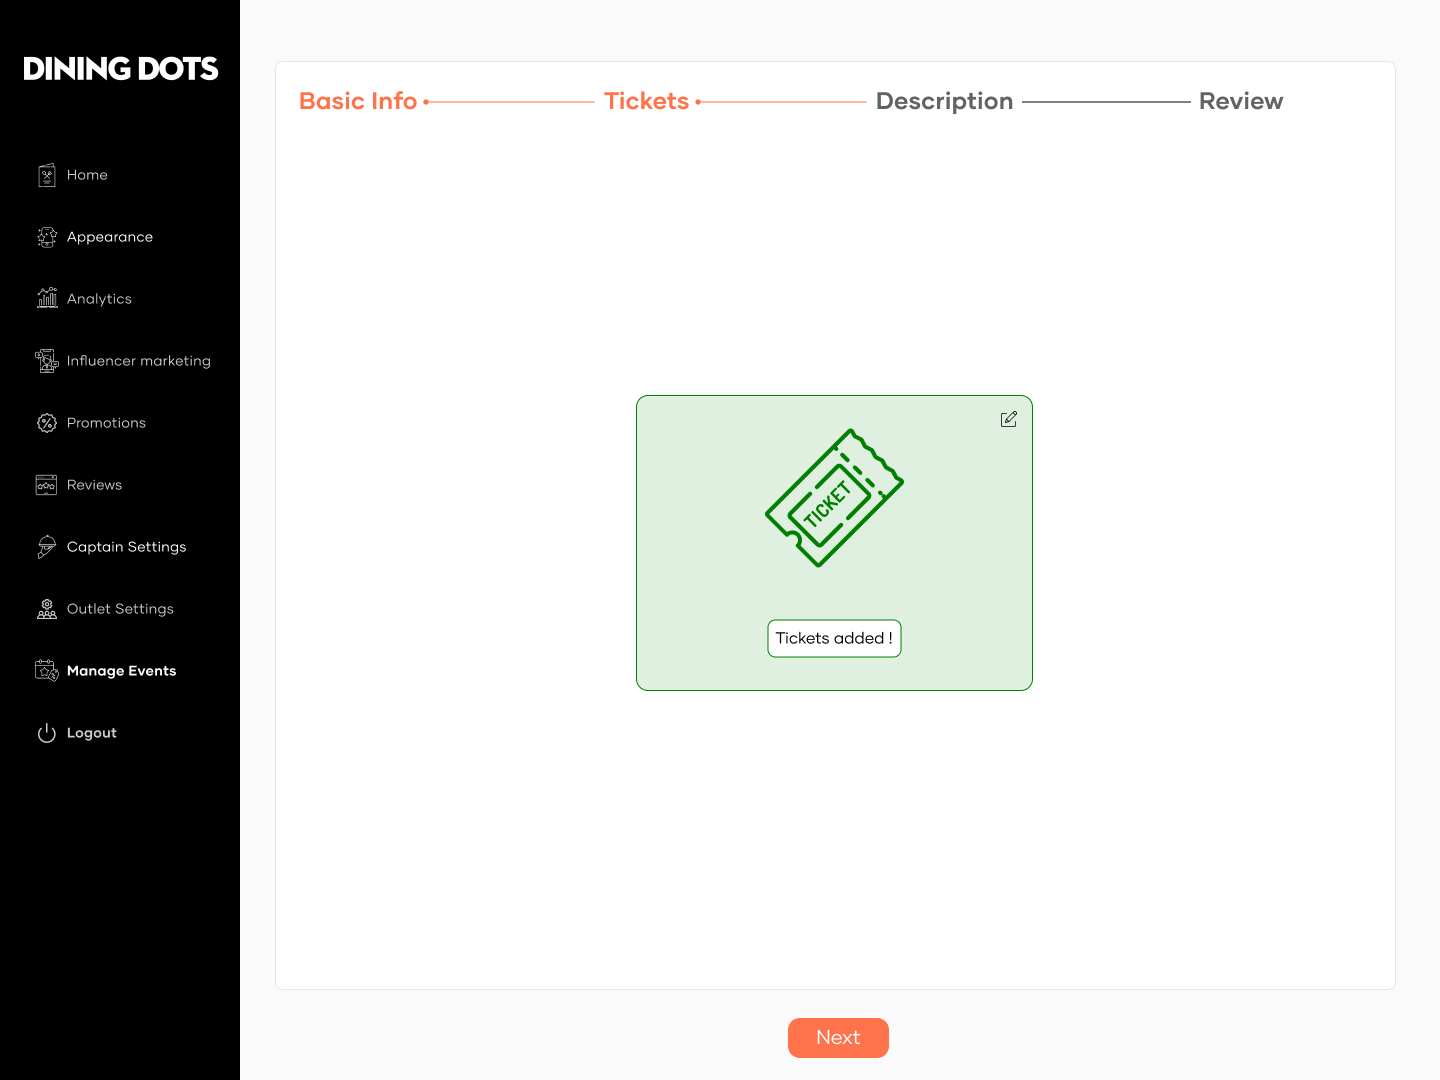 DINING DOTS
Home
Appearance
Analytics
Influencer marketing
Promotions
Reviews
Captain Settings
Outlet Settings
Manage Events
Logout
Basic Info
Tickets
Description
Review
TICKET
Tickets added !
Next